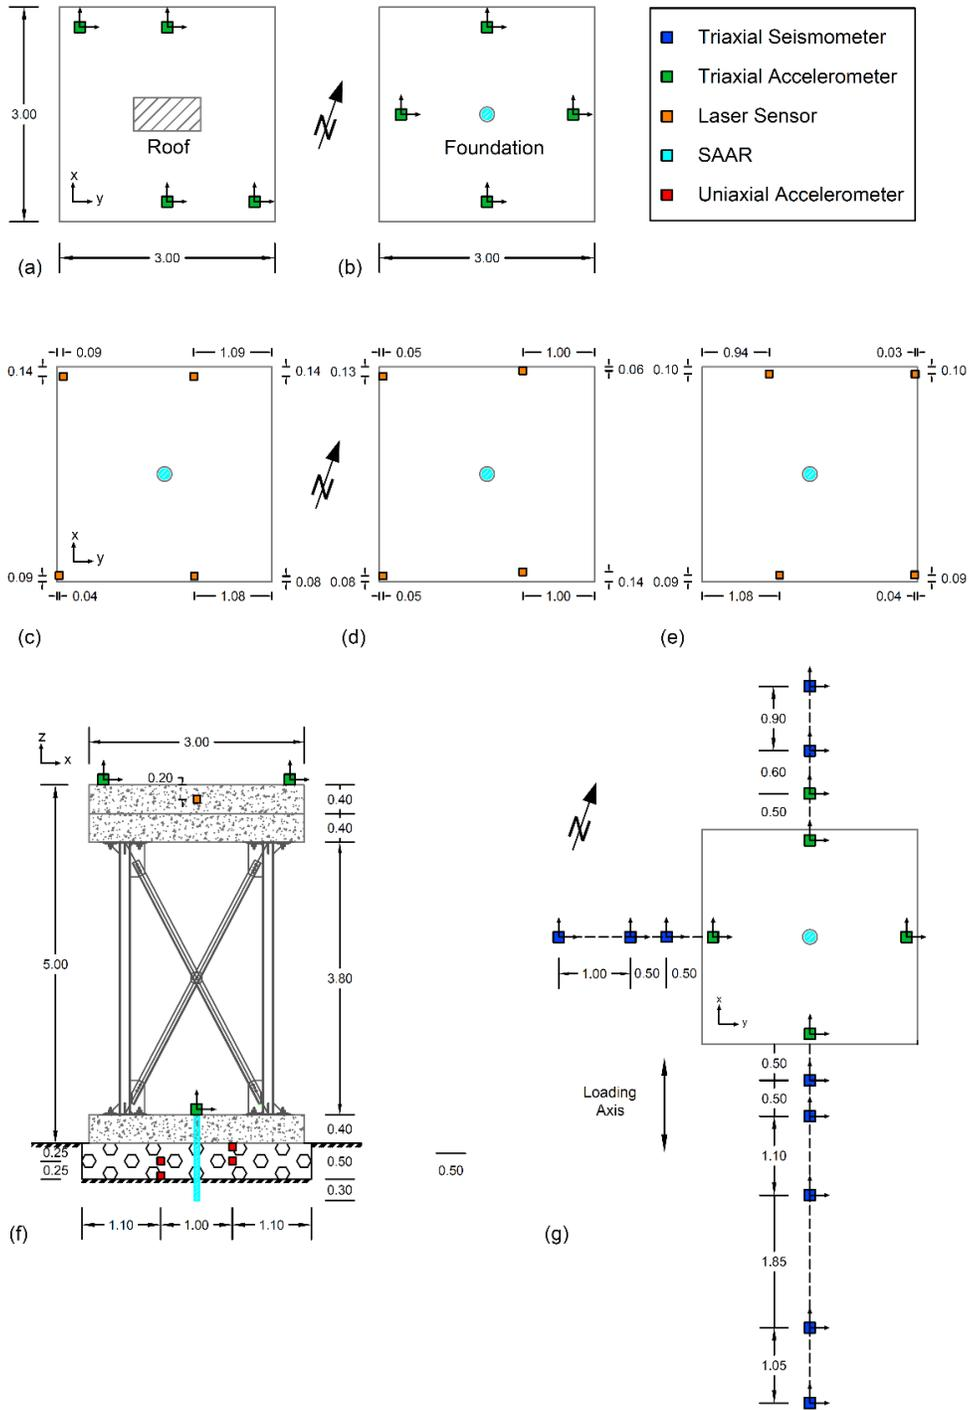 3.00
Roof
x
y
3.00
(a)
N
Foundation
3.00
(b)
Triaxial Seismometer
Triaxial Accelerometer
Laser Sensor
SAAR
Uniaxial Accelerometer
0.09
1.09
0.14
0.14
x
y
0.09
0.08
0.04
1.08
(c)
N
0.05
1.00
0.13
0.06
0.08
0.14
0.05
1.00
(d)
0.94
0.03
0.10
0.10
0.09
0.09
1.08
0.04
(e)
z
x
3.00
0.20
0.40
0.40
5.00
3.80
0.40
0.25
0.25
0.50
0.30
1.10
1.00
1.10
(f)
0.50
N
0.90
0.60
0.50
1.00
0.50
0.50
x
y
Loading
Axis
0.50
0.50
1.10
1.85
1.05
(g)